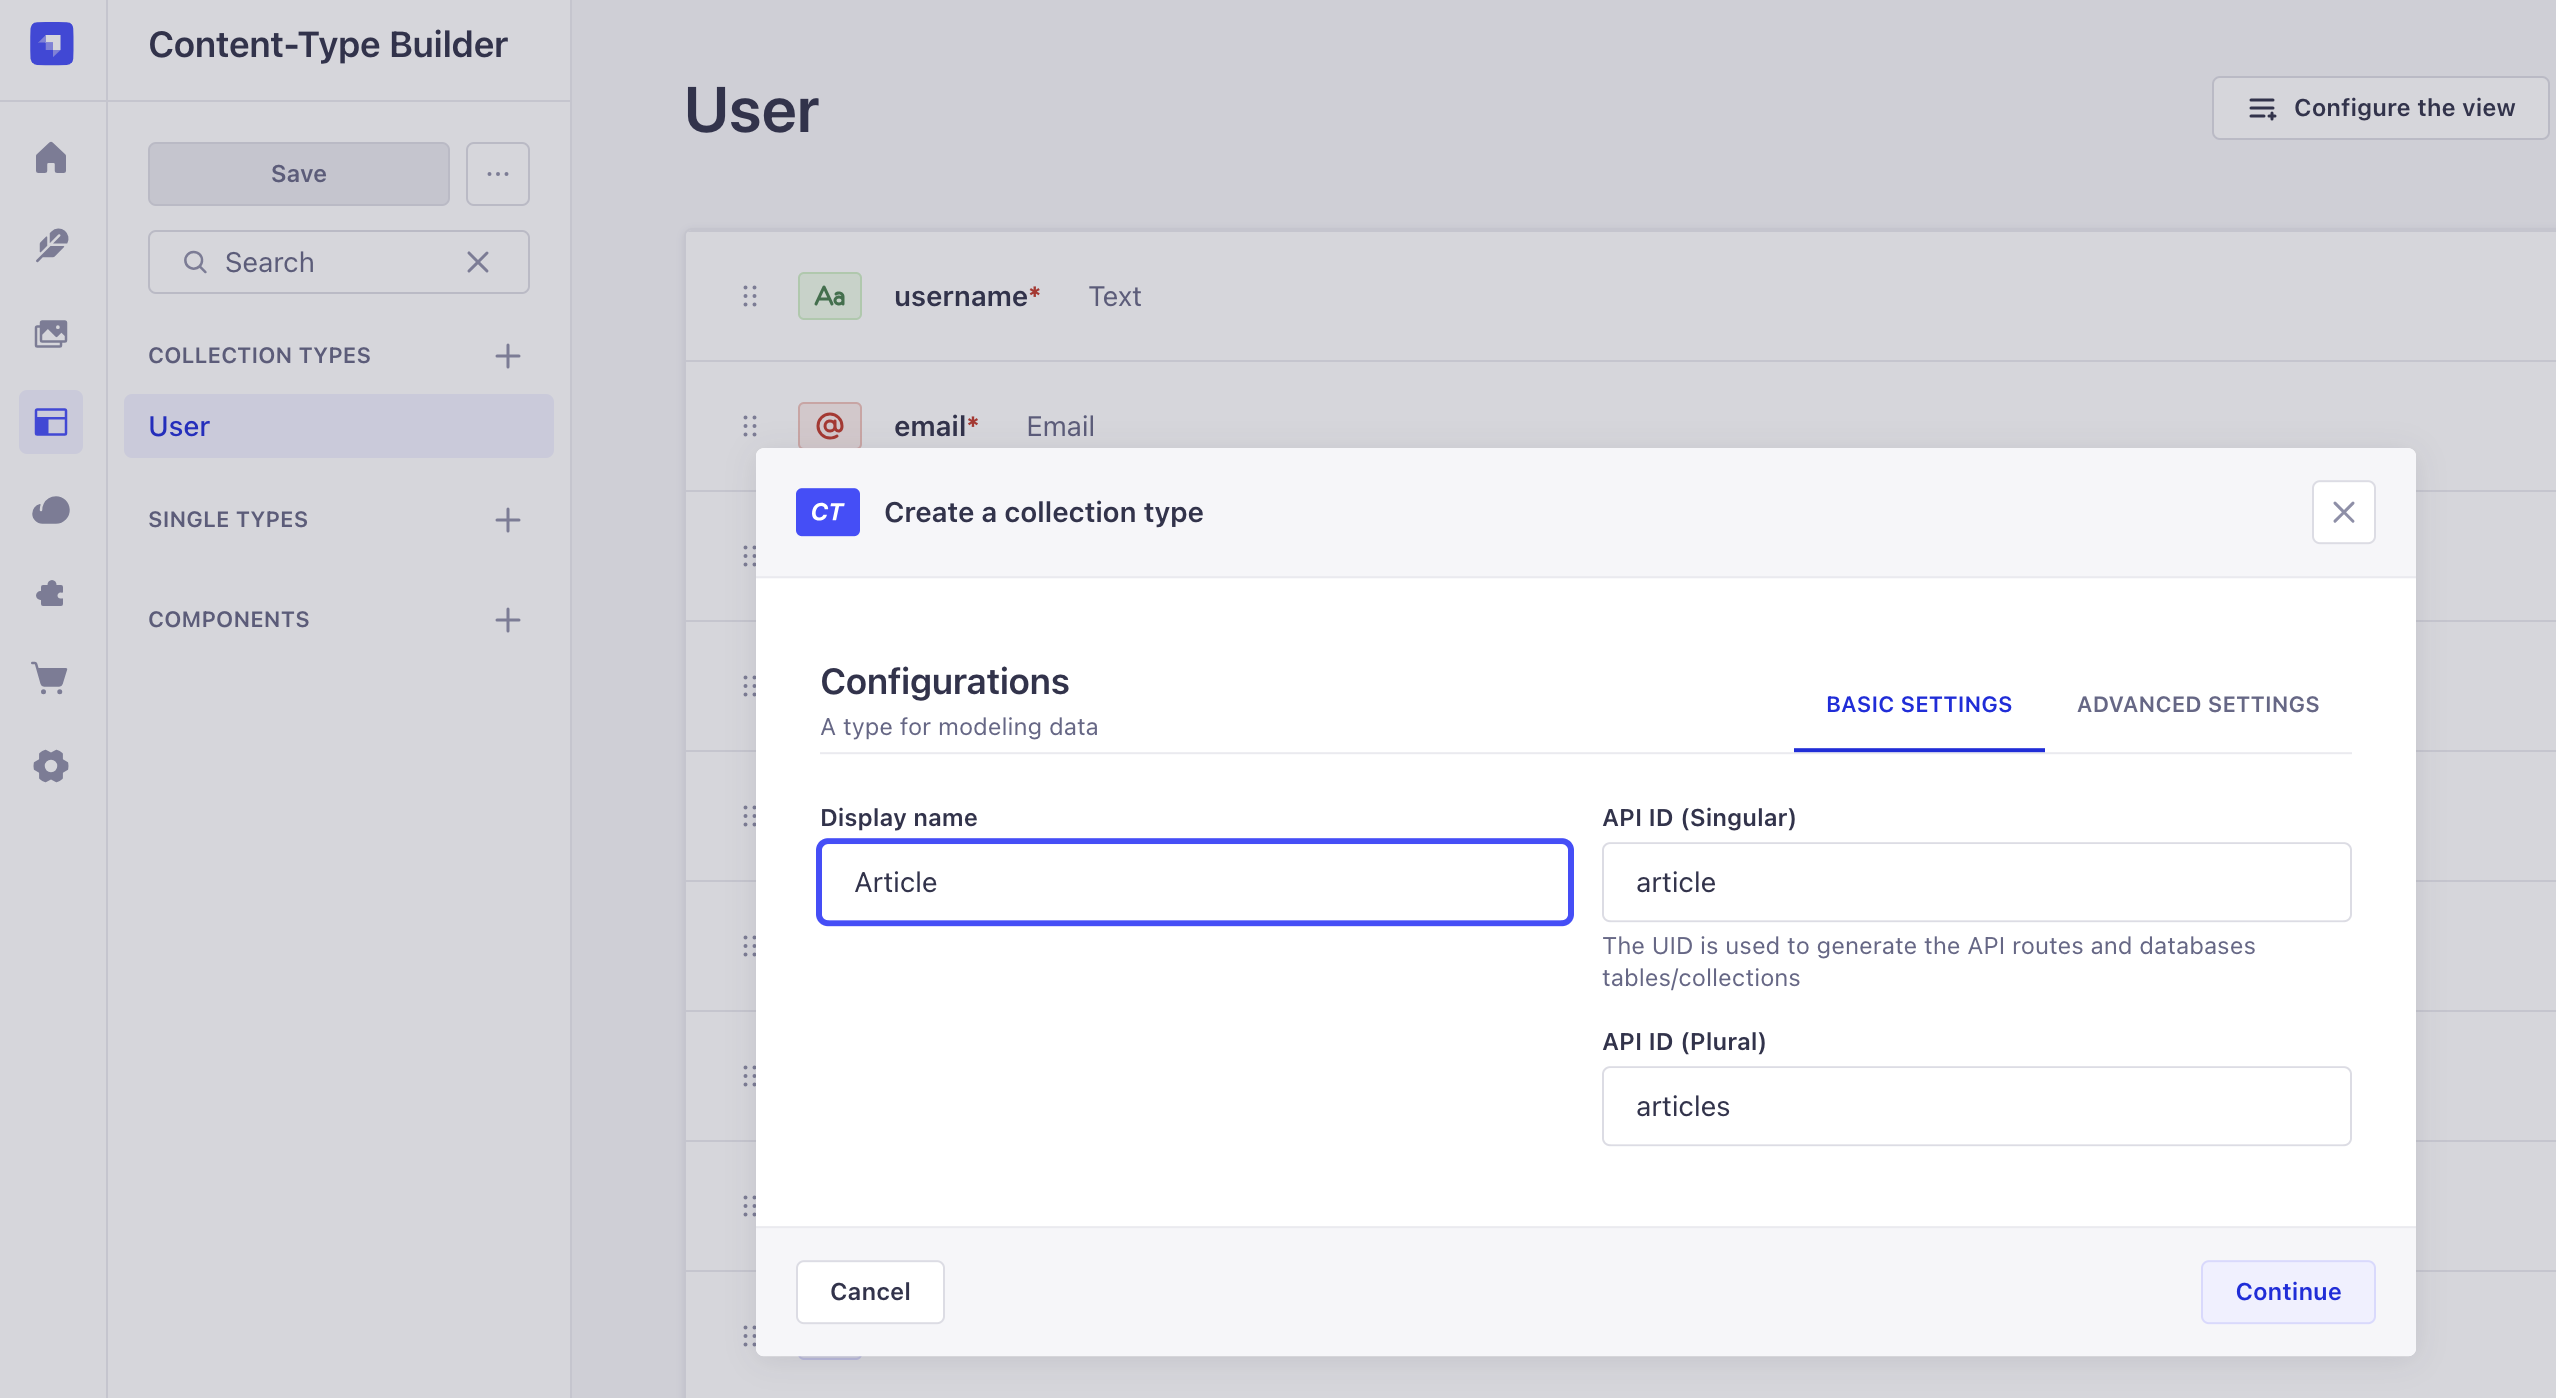 Content-Type Builder
Save
Search
COLLECTION TYPES
User
SINGLE TYPES
COMPONENTS
User
Configure the view
Aa username* Text
@ email* Email
CT Create a collection type
Configurations
A type for modeling data
BASIC SETTINGS ADVANCED SETTINGS
Display name
Article
API ID (Singular)
article
The UID is used to generate the API routes and databases
tables/collections
API ID (Plural)
articles
Cancel
Continue